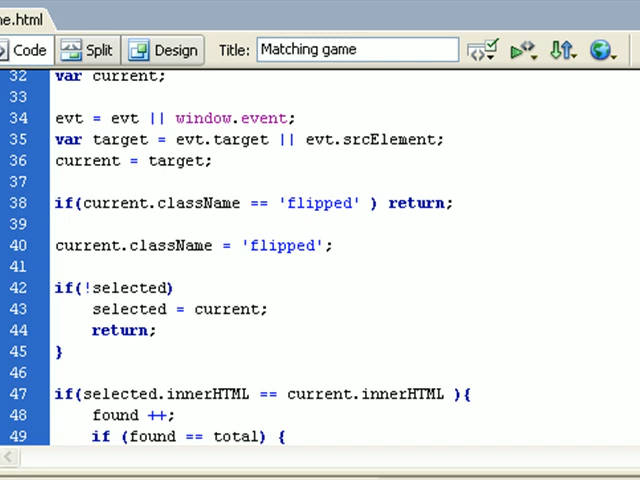 ne.html
Code Split Design Title: Matching game
32 var current;
33
34 evt = evt || window.event;
35 var target = evt.target || evt.srcElement;
36 current = target;
37
38 if(current.className == 'flipped' ) return;
39
40 current.className = 'flipped';
41
42 if(!selected)
43 selected = current;
44 return;
45 }
46
47 if(selected.innerHTML == current.innerHTML ){
48 found ++;
49 if (found == total) {